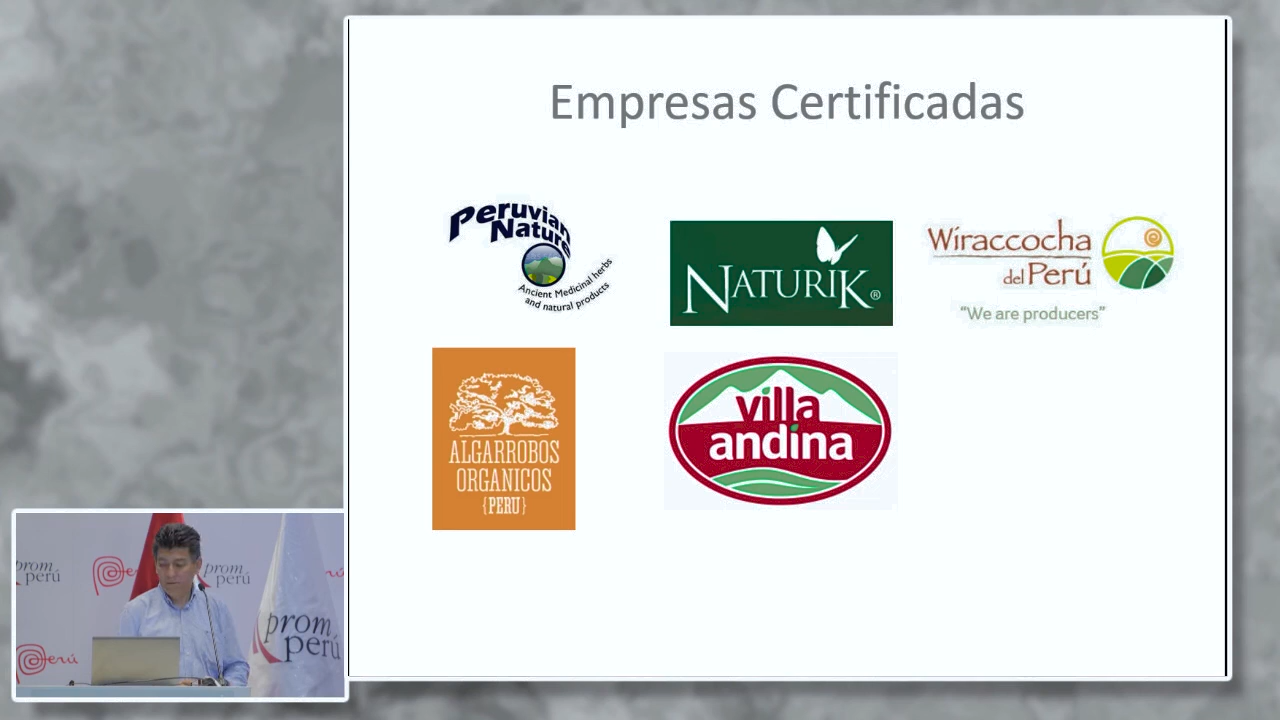 Empresas Certificadas
Peruvian
Nature
Ancient Medicinal herbs
and natural products
NATURIK®
Wiraccocha
del Perú
"We are producers"
ALGARROBOS
ORGANICOS
{PERU}
villa
andina
prom
perú
prom
perú
Perú
prom
perú